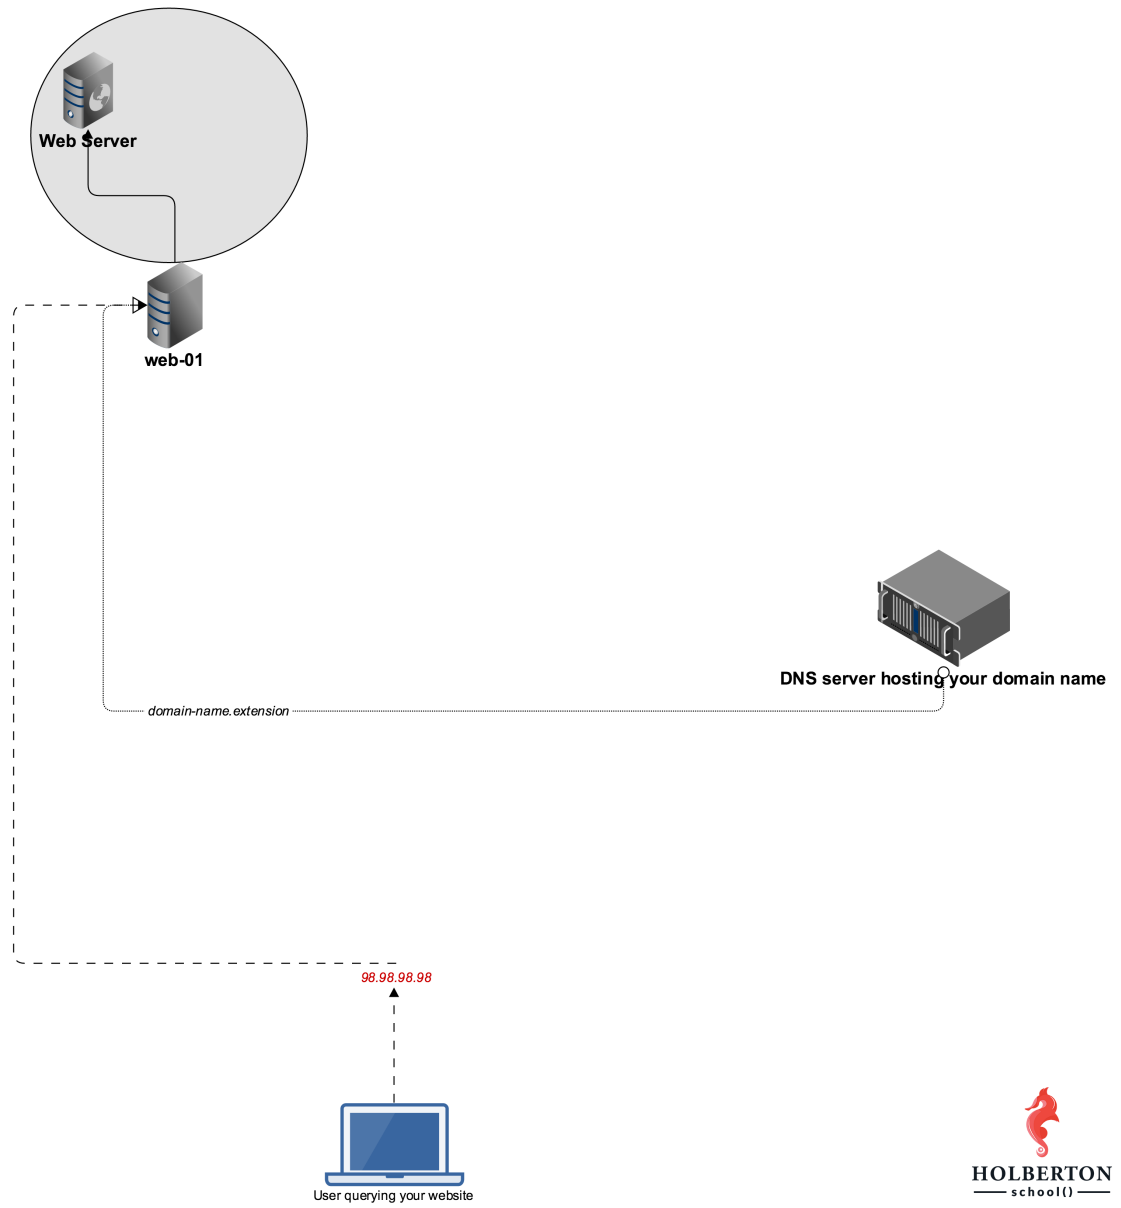 Web Server
web-01
DNS server hosting your domain name
domain-name.extension
98.98.98.98
User querying your website
HOLBERTON
school()